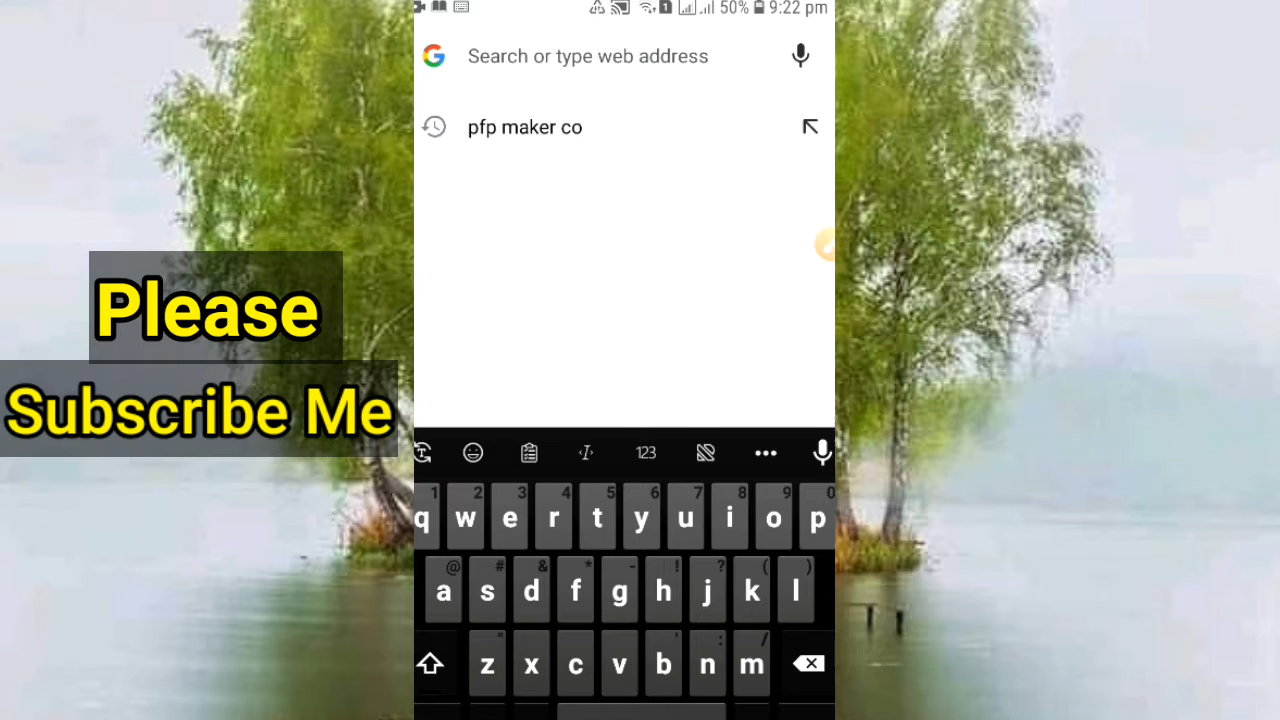 1 50% 9:22 pm
Search or type web address
pfp maker co
Please
Subscribe Me
123
1 2 3 4 5 6 7 8 9 0
q w e r t y u i o p
@ # & * - ! ? ( )
a s d f g h j k l
" ' : /
z x c v b n m